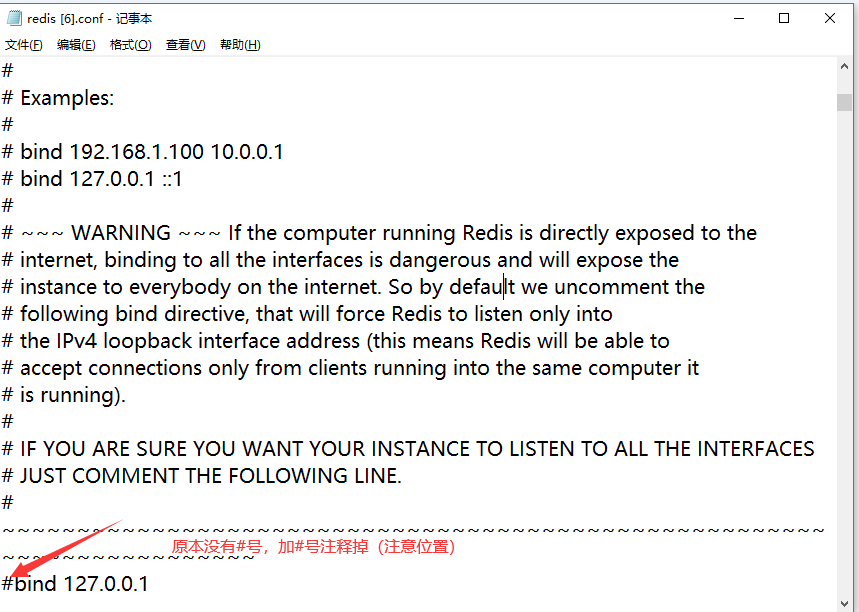 redis [6].conf - 记事本
文件(F) 编辑(E) 格式(O) 查看(V) 帮助(H)
#
# Examples:
#
# bind 192.168.1.100 10.0.0.1
# bind 127.0.0.1 ::1
#
# ~~~ WARNING ~~~ If the computer running Redis is directly exposed to the
# internet, binding to all the interfaces is dangerous and will expose the
# instance to everybody on the internet. So by default we uncomment the
# following bind directive, that will force Redis to listen only into
# the IPv4 loopback interface address (this means Redis will be able to
# accept connections only from clients running into the same computer it
# is running).
#
# IF YOU ARE SURE YOU WANT YOUR INSTANCE TO LISTEN TO ALL THE INTERFACES
# JUST COMMENT THE FOLLOWING LINE.
#
~~~~~~~~~~~~~~~~~~~~~~~~~~~~~~~~~~~~~~~~~~~~~~~~~~~~~~~
原本没有#号，加#号注释掉（注意位置）
~~~~~~~~~~~~~~~~~
#bind 127.0.0.1